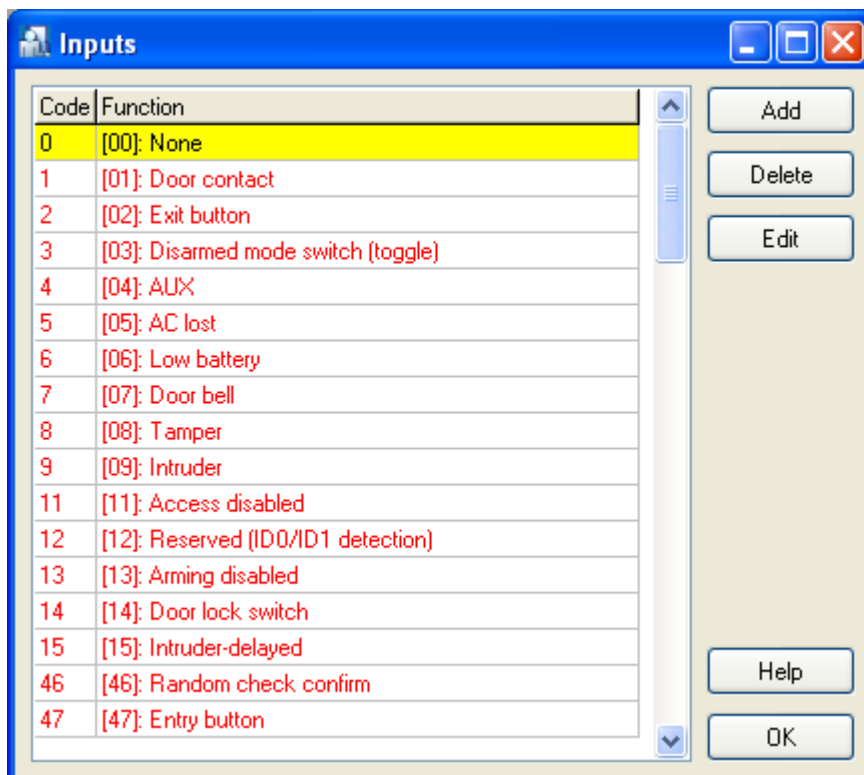 Inputs
Code Function
0 [00]: None
1 [01]: Door contact
2 [02]: Exit button
3 [03]: Disarmed mode switch (toggle)
4 [04]: AUX
5 [05]: AC lost
6 [06]: Low battery
7 [07]: Door bell
8 [08]: Tamper
9 [09]: Intruder
11 [11]: Access disabled
12 [12]: Reserved (ID0/ID1 detection)
13 [13]: Arming disabled
14 [14]: Door lock switch
15 [15]: Intruder-delayed
46 [46]: Random check confirm
47 [47]: Entry button
Add
Delete
Edit
Help
OK